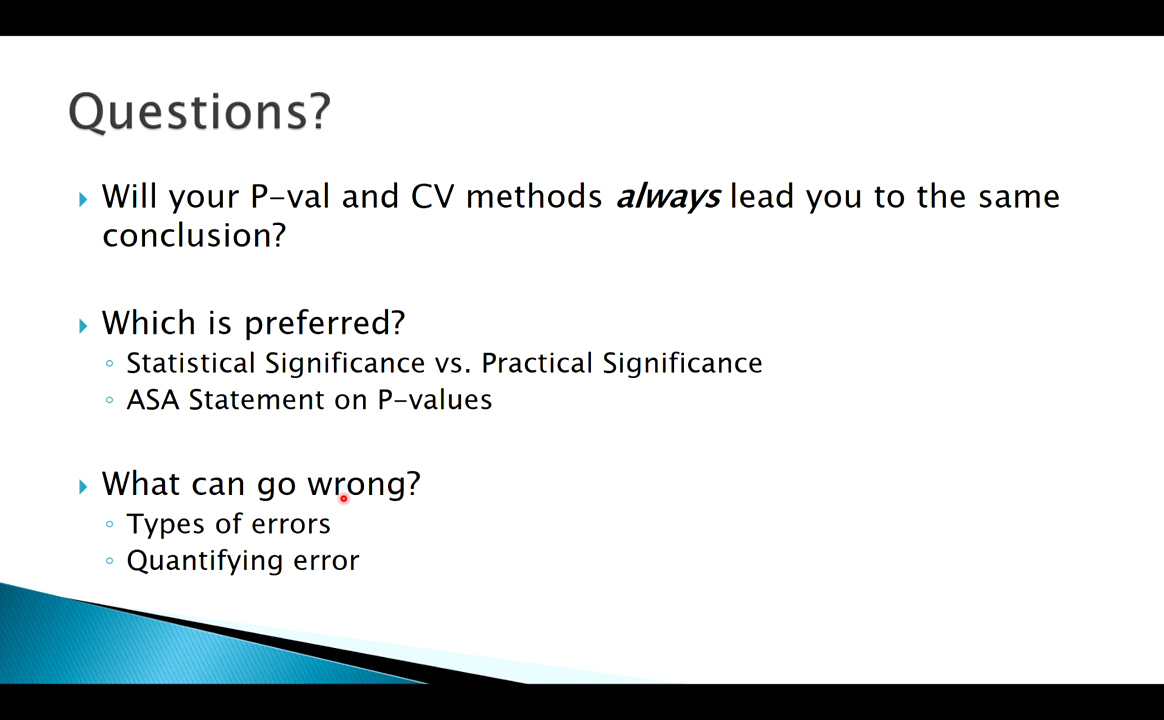 Questions?
Will your P-val and CV methods always lead you to the same
conclusion?
Which is preferred?
Statistical Significance vs. Practical Significance
ASA Statement on P-values
What can go wrong?
Types of errors
Quantifying error